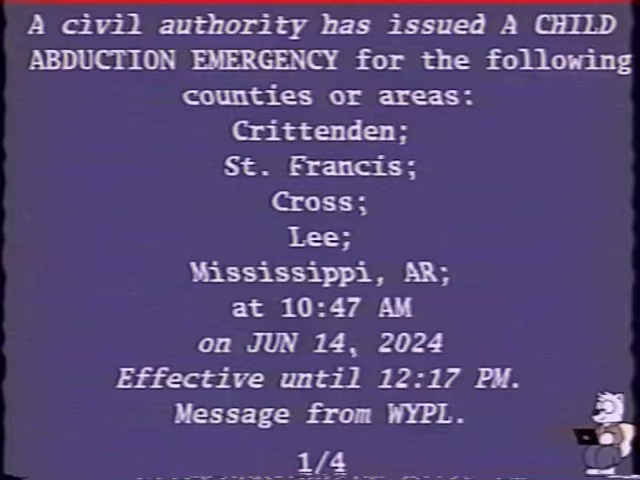 A civil authority has issued A CHILD
ABDUCTION EMERGENCY for the following
counties or areas:
Crittenden;
St. Francis;
Cross;
Lee;
Mississippi, AR;
at 10:47 AM
on JUN 14, 2024
Effective until 12:17 PM.
Message from WYPL.
1/4